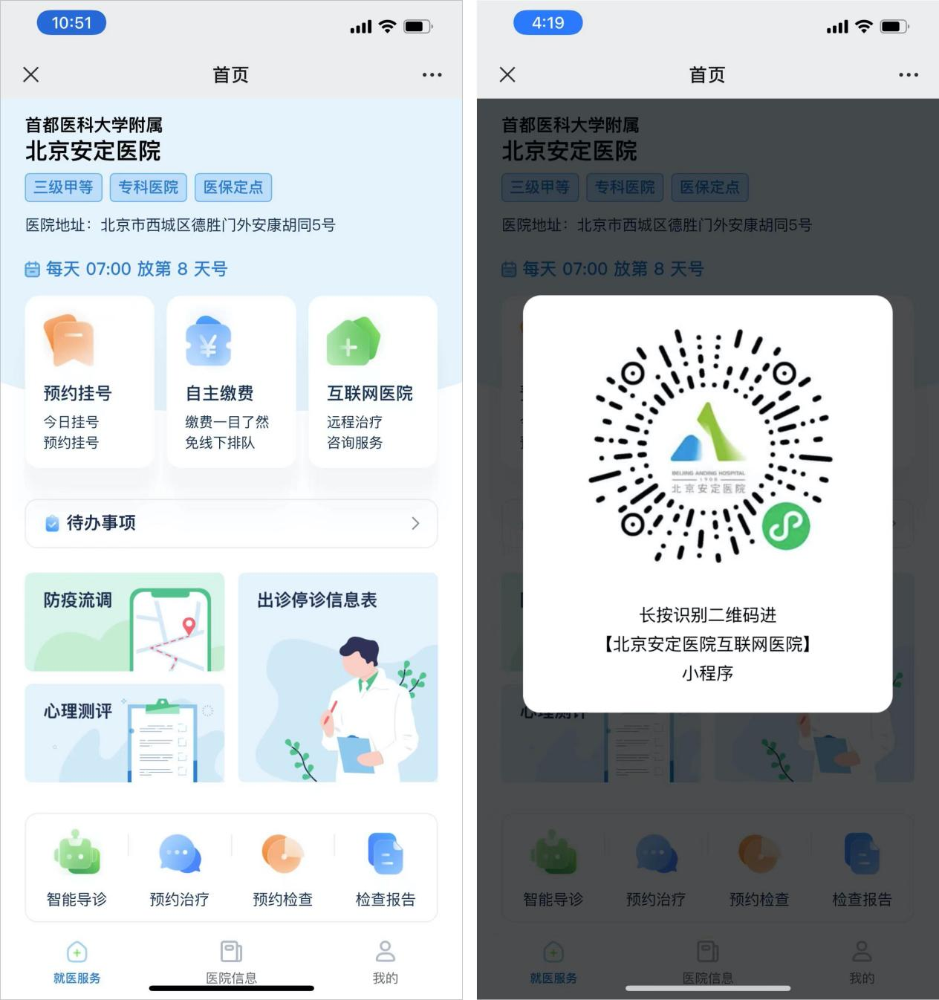 10:51
首页
首都医科大学附属
北京安定医院
三级甲等 专科医院 医保定点
医院地址：北京市西城区德胜门外安康胡同5号
每天 07:00 放第 8 天号
预约挂号
今日挂号
预约挂号
自主缴费
缴费一目了然
免线下排队
互联网医院
远程治疗
咨询服务
待办事项
防疫流调
出诊停诊信息表
心理测评
智能导诊 预约治疗 预约检查 检查报告
就医服务 医院信息 我的
4:19
首页
首都医科大学附属
北京安定医院
三级甲等 专科医院 医保定点
医院地址：北京市西城区德胜门外安康胡同5号
每天 07:00 放第 8 天号
BEIJING ANDING HOSPITAL
1908
北京安定医院
长按识别二维码进
【北京安定医院互联网医院】
小程序
心理测评
智能导诊 预约治疗 预约检查 检查报告
就医服务 医院信息 我的